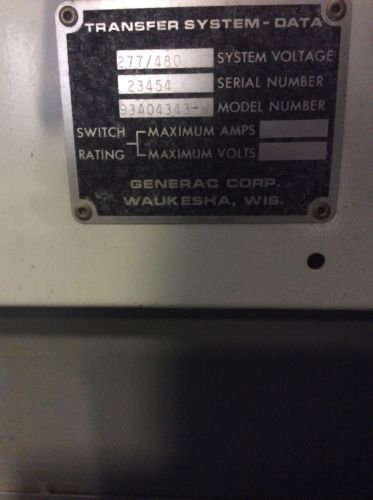 TRANSFER SYSTEM-DATA
277/480 SYSTEM VOLTAGE
23454 SERIAL NUMBER
93A04343-W MODEL NUMBER
SWITCH RATING MAXIMUM AMPS
MAXIMUM VOLTS
GENERAC CORP.
WAUKESHA, WIS.